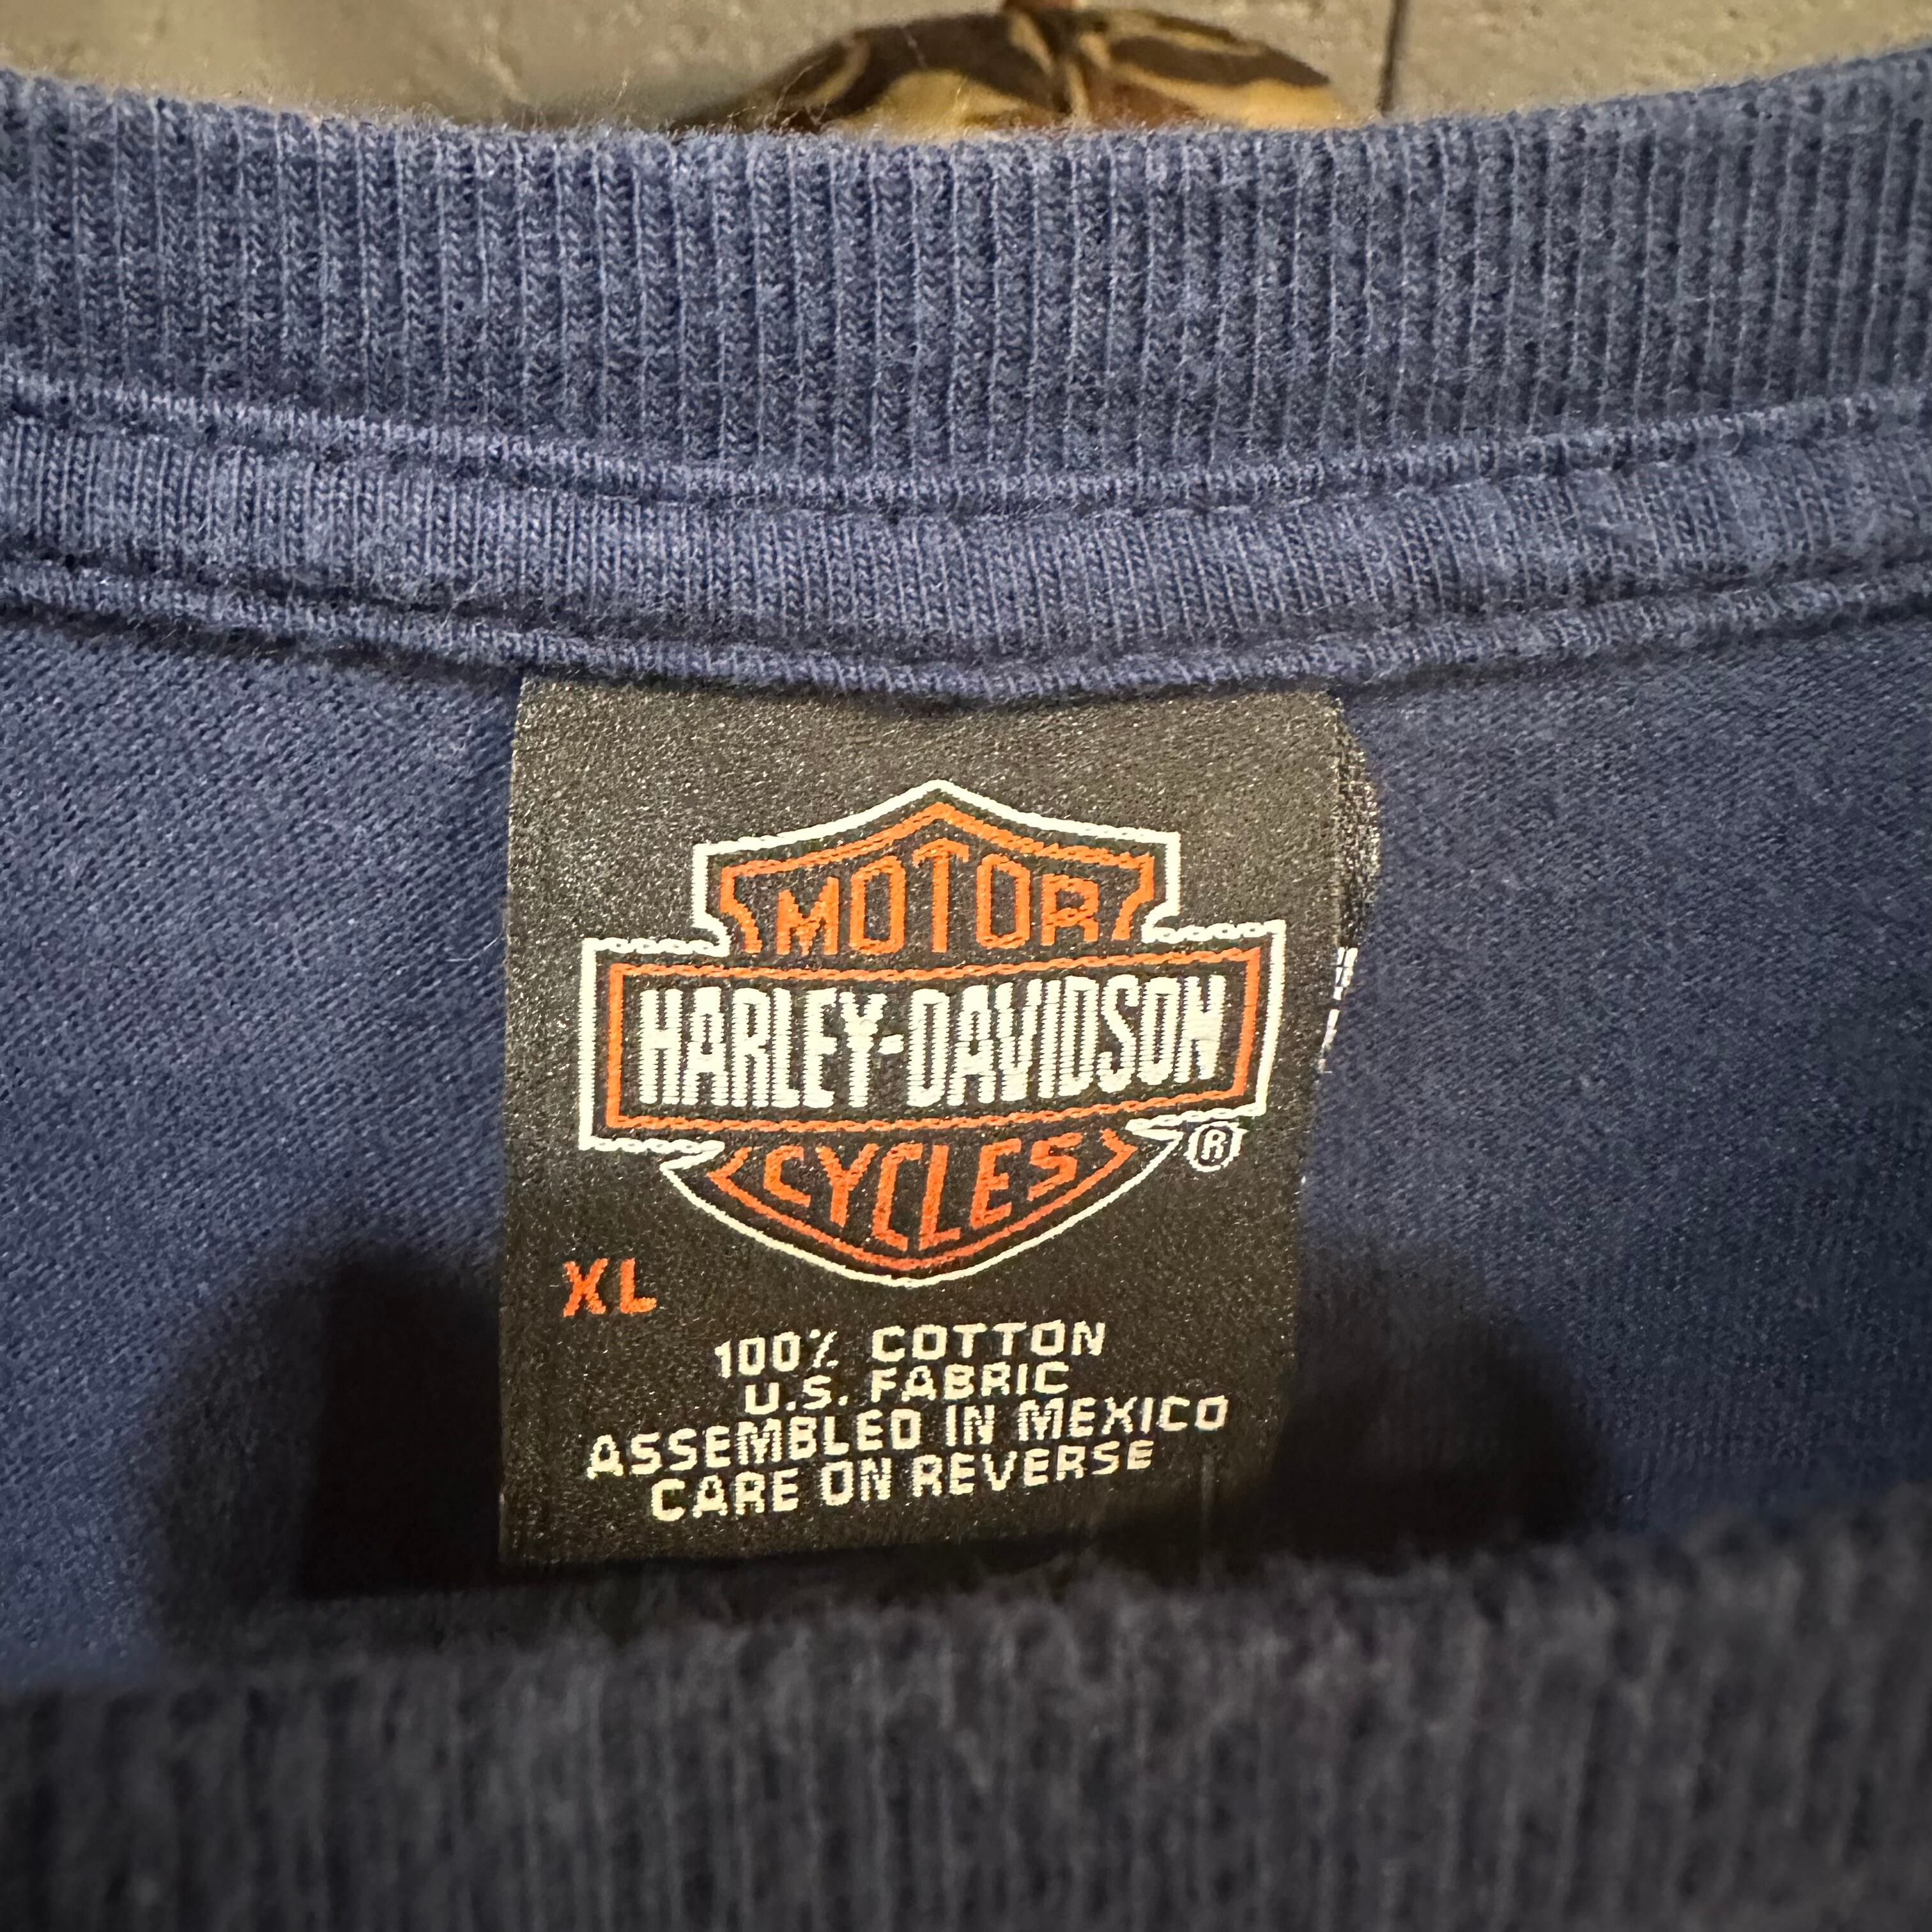 MOTOR
HARLEY-DAVIDSON
CYCLES
®
XL
100% COTTON
U.S. FABRIC
ASSEMBLED IN MEXICO
CARE ON REVERSE